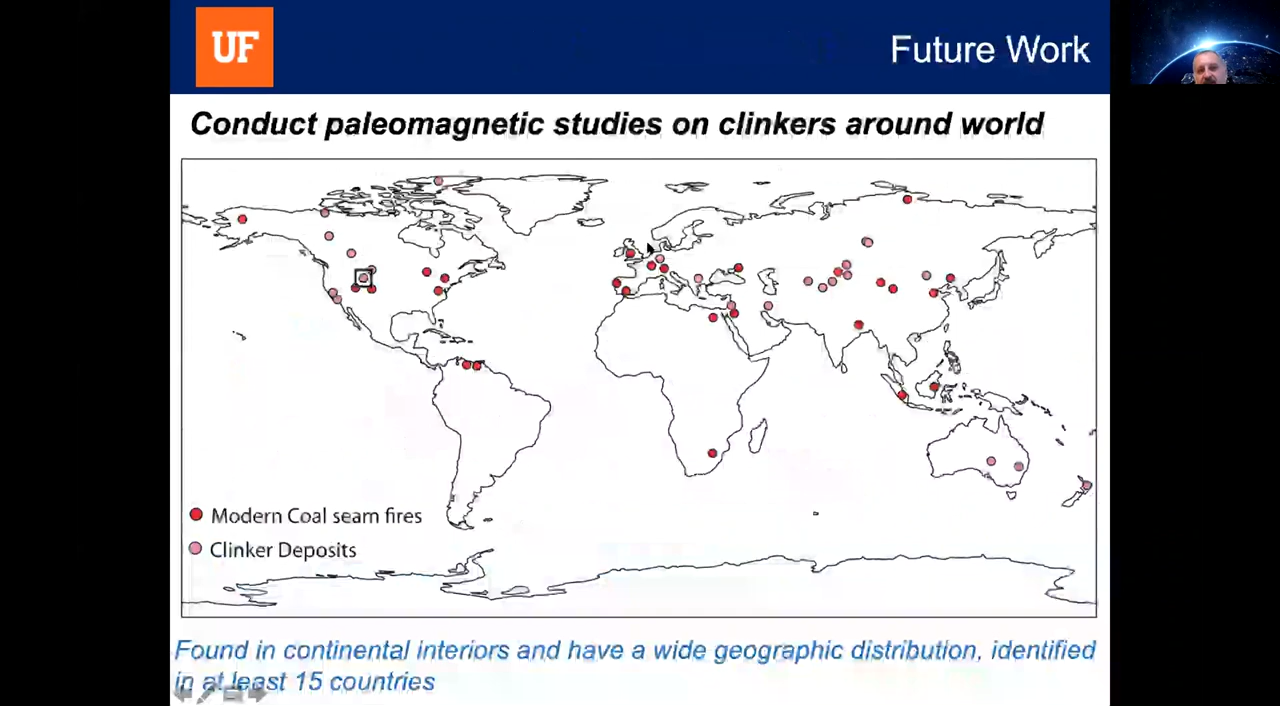 UF
Future Work
Conduct paleomagnetic studies on clinkers around world
Modern Coal seam fires
Clinker Deposits
Found in continental interiors and have a wide geographic distribution, identified
in at least 15 countries